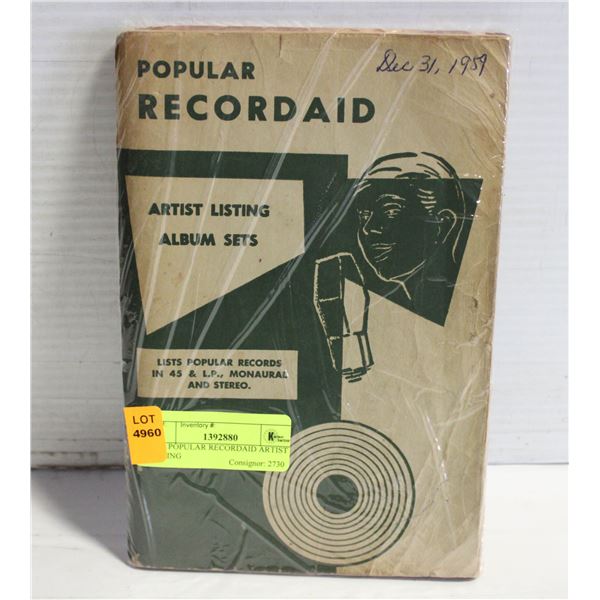 POPULAR
RECORDAID
Dec 31, 1959
ARTIST LISTING
ALBUM SETS
LISTS POPULAR RECORDS
IN 45 & L.P., MONAURAL
AND STEREO.
LOT
4960
Inventory #:
1392880
POPULAR RECORDAID ARTIST
Consignor: 2730